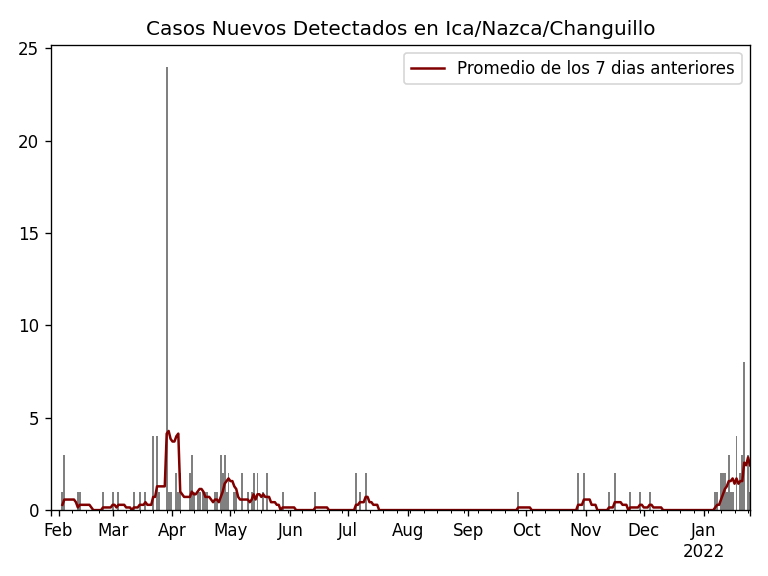 Casos Nuevos Detectados en Ica/Nazca/Changuillo
Promedio de los 7 dias anteriores
25
20
15
10
5
0
Feb Mar Apr May Jun Jul Aug Sep Oct Nov Dec Jan
2022